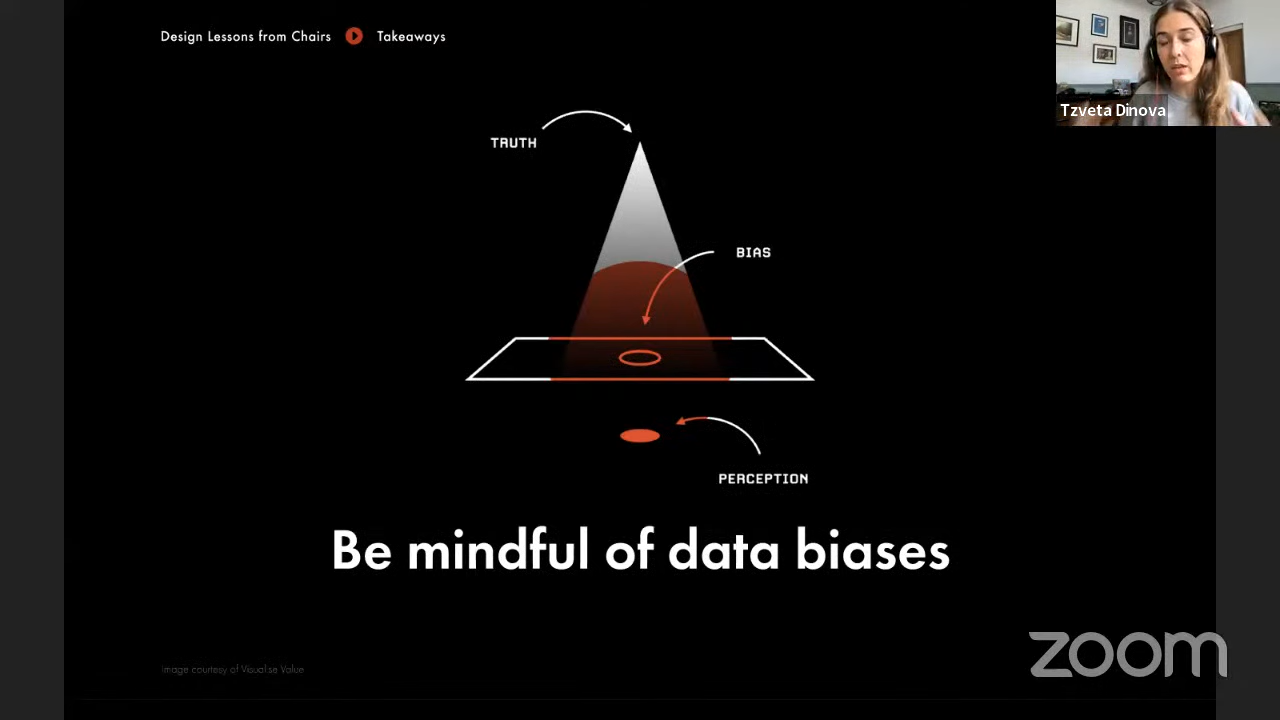 Design Lessons from Chairs Takeaways
Tzveta Dinova
TRUTH
BIAS
PERCEPTION
Be mindful of data biases
Image courtesy of Visualise Value
zoom